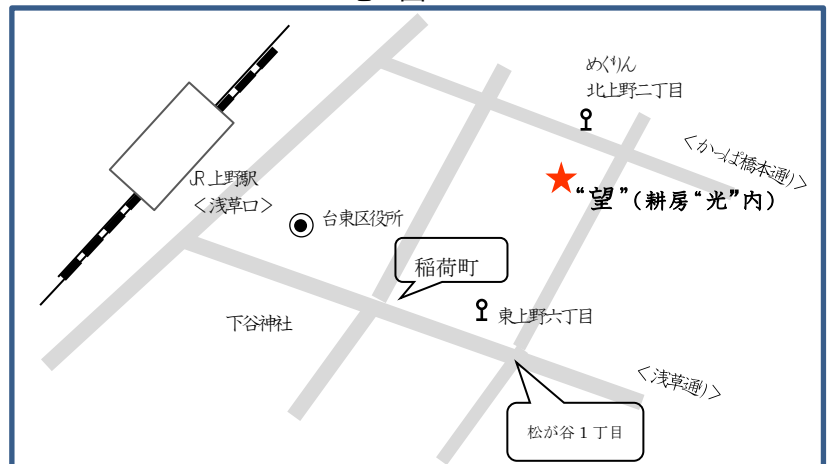 めぐりん
北上野二丁目
＜かっぱ橋本通り＞
JR上野駅
＜浅草口＞
“望”（耕房“光”内）
台東区役所
稲荷町
東上野六丁目
下谷神社
＜浅草通り＞
松が谷１丁目